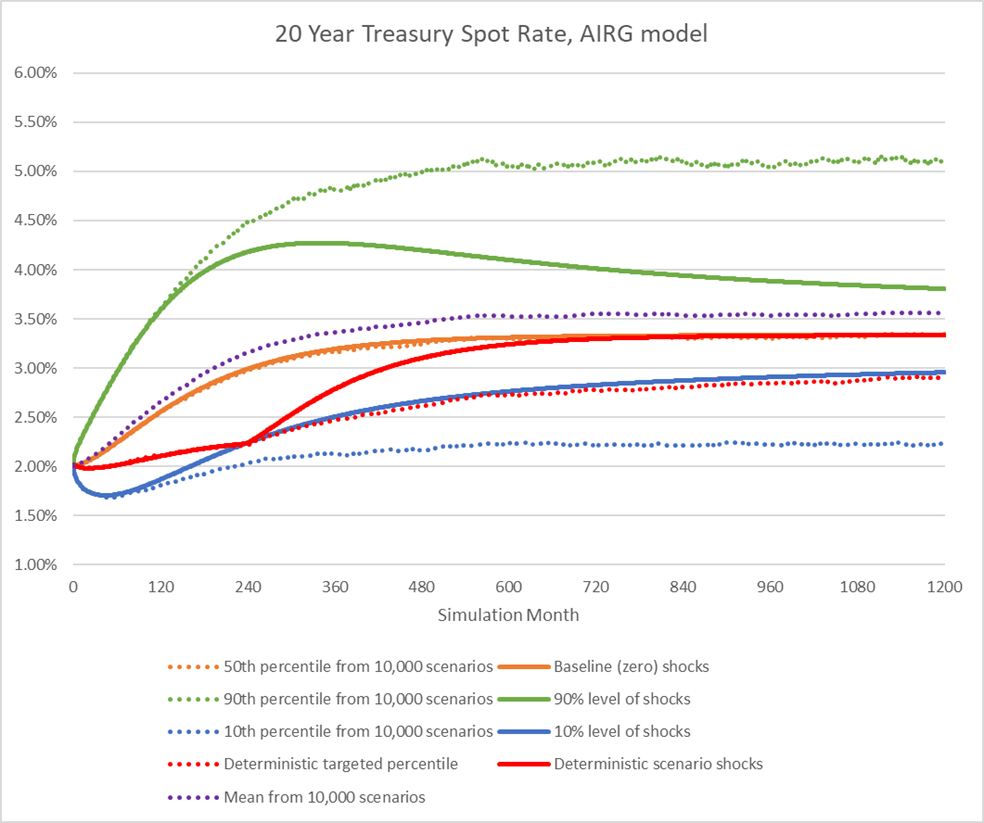 20 Year Treasury Spot Rate, AIRG model
6.00%
5.50%
5.00%
4.50%
4.00%
3.50%
3.00%
2.50%
2.00%
1.50%
1.00%
0 120 240 360 480 600 720 840 960 1080 1200
Simulation Month
50th percentile from 10,000 scenarios Baseline (zero) shocks
90th percentile from 10,000 scenarios 90% level of shocks
10th percentile from 10,000 scenarios 10% level of shocks
Deterministic targeted percentile Deterministic scenario shocks
Mean from 10,000 scenarios